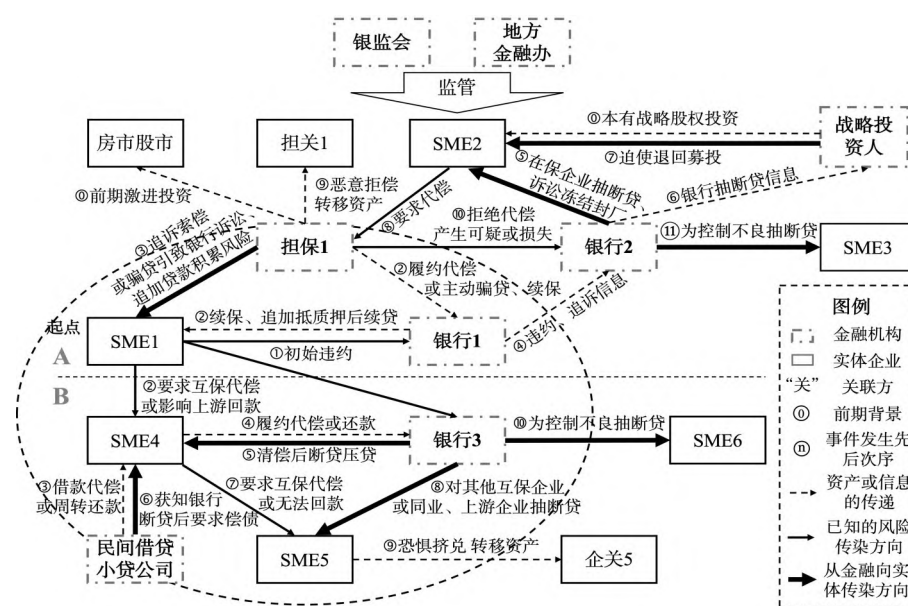 银监会
地方
金融办
监管
房市股市
担关1
SME2
战略投
资人
⓪本有战略股权投资
⑦迫使退回募投
⓪前期激进投资
⑨恶意拒偿
转移资产
⑧要求代偿
⑤在保企业抽断贷
诉讼冻结封厂
⑥银行抽断贷信息
③追诉索偿
或骗贷引致银行诉讼
追加贷款积累风险
担保1
⑩拒绝代偿
产生可疑或损失
银行2
⑪为控制不良抽断贷
SME3
②履约代偿
或主动骗贷、续保
④违约 追诉信息
起点
SME1
A
②续保、追加抵质押后续贷
①初始违约
银行1
B
②要求互保代偿
或影响上游回款
SME4
④履约代偿或还款
⑤清偿后断贷压贷
银行3
⑩为控制不良抽断贷
SME6
③借款代偿
或周转还款
⑥获知银行
断贷后要求偿债
⑦要求互保代偿
或无法回款
⑧对其他互保企业
或同业、上游企业抽断贷
民间借贷
小贷公司
SME5
⑨恐惧挤兑 转移资产
企关5
图例
金融机构
实体企业
“关” 关联方
⓪ 前期背景
ⓝ 事件发生先
后次序
资产或信息
的传递
已知的风险
传染方向
从金融向实
体传染方向